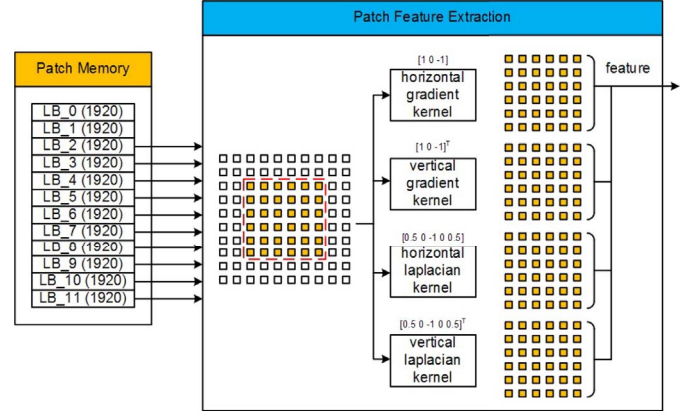 Patch Feature Extraction
Patch Memory
LB_0 (1920)
LB_1 (1920)
LB_2 (1920)
LB_3 (1920)
LB_4 (1920)
LB_5 (1920)
LB_6 (1920)
LB_7 (1920)
LB_8 (1920)
LB_9 (1920)
LB_10 (1920)
LB_11 (1920)
[1 0 -1]
horizontal
gradient
kernel
[1 0 -1]ᵀ
vertical
gradient
kernel
[0.5 0 -1 0 0.5]
horizontal
laplacian
kernel
[0.5 0 -1 0 0.5]ᵀ
vertical
laplacian
kernel
feature